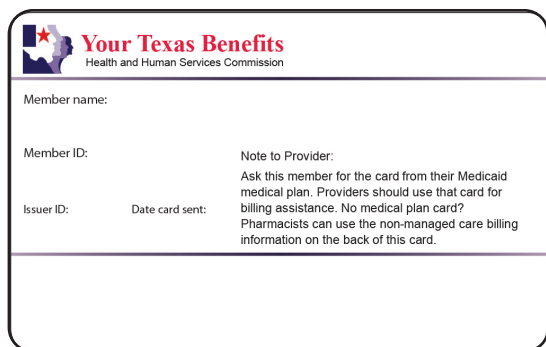 Your Texas Benefits
Health and Human Services Commission
Member name:
Member ID:
Note to Provider:
Ask this member for the card from their Medicaid
medical plan. Providers should use that card for
billing assistance. No medical plan card?
Pharmacists can use the non-managed care billing
information on the back of this card.
Issuer ID:
Date card sent: